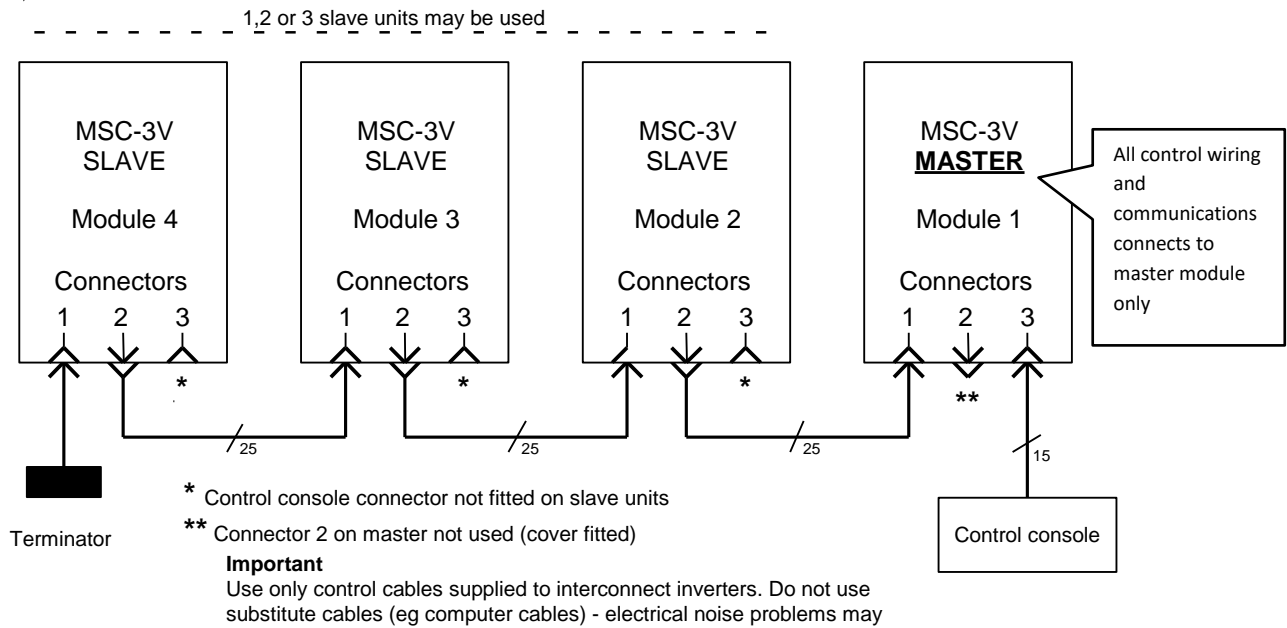 1,2 or 3 slave units may be used
MSC-3V
SLAVE
Module 4
Connectors
1 2 3
*
MSC-3V
SLAVE
Module 3
Connectors
1 2 3
*
MSC-3V
SLAVE
Module 2
Connectors
1 2 3
*
MSC-3V
MASTER
Module 1
Connectors
1 2 3
**
All control wiring
and
communications
connects to
master module
only
25
25
25
15
Terminator
Control console
* Control console connector not fitted on slave units
** Connector 2 on master not used (cover fitted)
Important
Use only control cables supplied to interconnect inverters. Do not use
substitute cables (eg computer cables) - electrical noise problems may